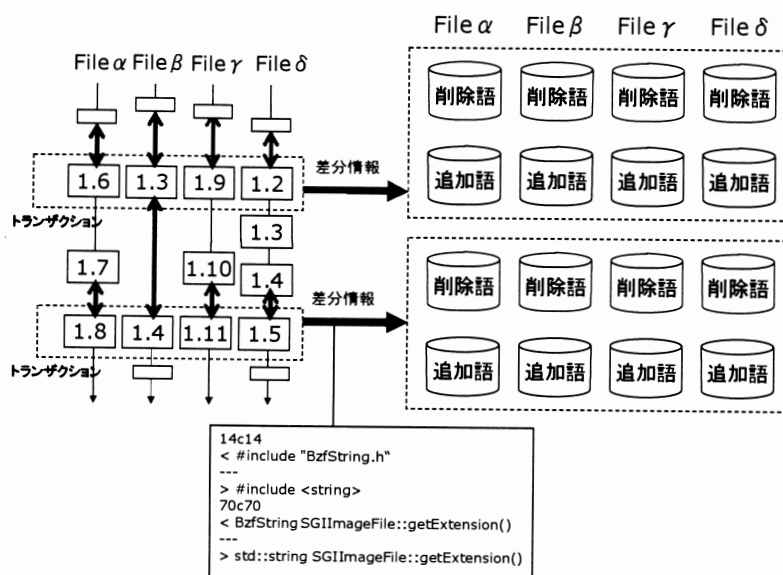 File α File β File γ File δ
File α File β File γ File δ
削除語 削除語 削除語 削除語
1.6 1.3 1.9 1.2
差分情報
追加語 追加語 追加語 追加語
トランザクション
1.3
1.7 1.10 1.4
差分情報
削除語 削除語 削除語 削除語
1.8 1.4 1.11 1.5
トランザクション
追加語 追加語 追加語 追加語
14c14
< #include "BzfString.h"
---
> #include <string>
70c70
< BzfString SGIImageFile::getExtension()
---
> std::string SGIImageFile::getExtension()